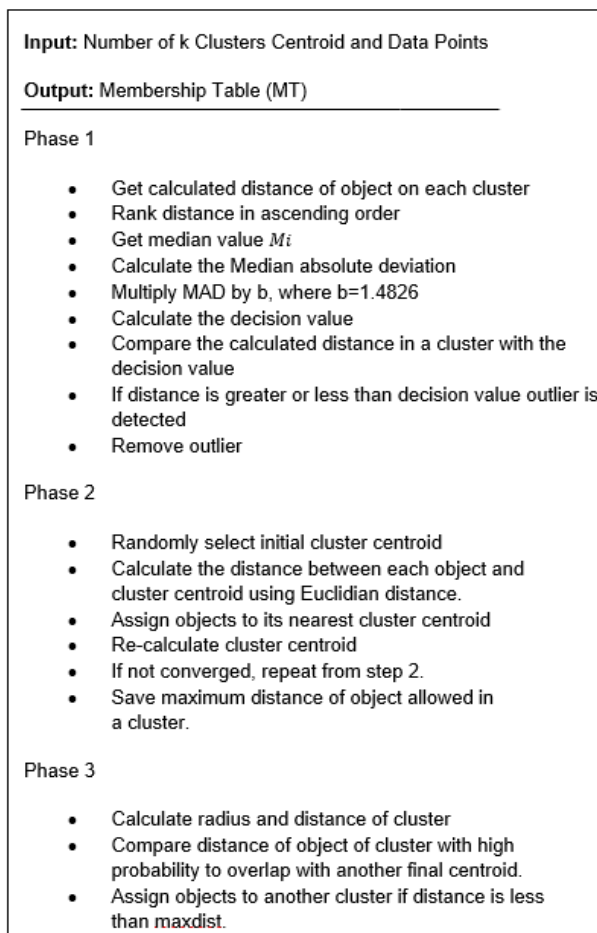 Input: Number of k Clusters Centroid and Data Points
Output: Membership Table (MT)
Phase 1
• Get calculated distance of object on each cluster
• Rank distance in ascending order
• Get median value Mi
• Calculate the Median absolute deviation
• Multiply MAD by b, where b=1.4826
• Calculate the decision value
• Compare the calculated distance in a cluster with the
decision value
• If distance is greater or less than decision value outlier is
detected
• Remove outlier
Phase 2
• Randomly select initial cluster centroid
• Calculate the distance between each object and
cluster centroid using Euclidian distance.
• Assign objects to its nearest cluster centroid
• Re-calculate cluster centroid
• If not converged, repeat from step 2.
• Save maximum distance of object allowed in
a cluster.
Phase 3
• Calculate radius and distance of cluster
• Compare distance of object of cluster with high
probability to overlap with another final centroid.
• Assign objects to another cluster if distance is less
than maxdist.